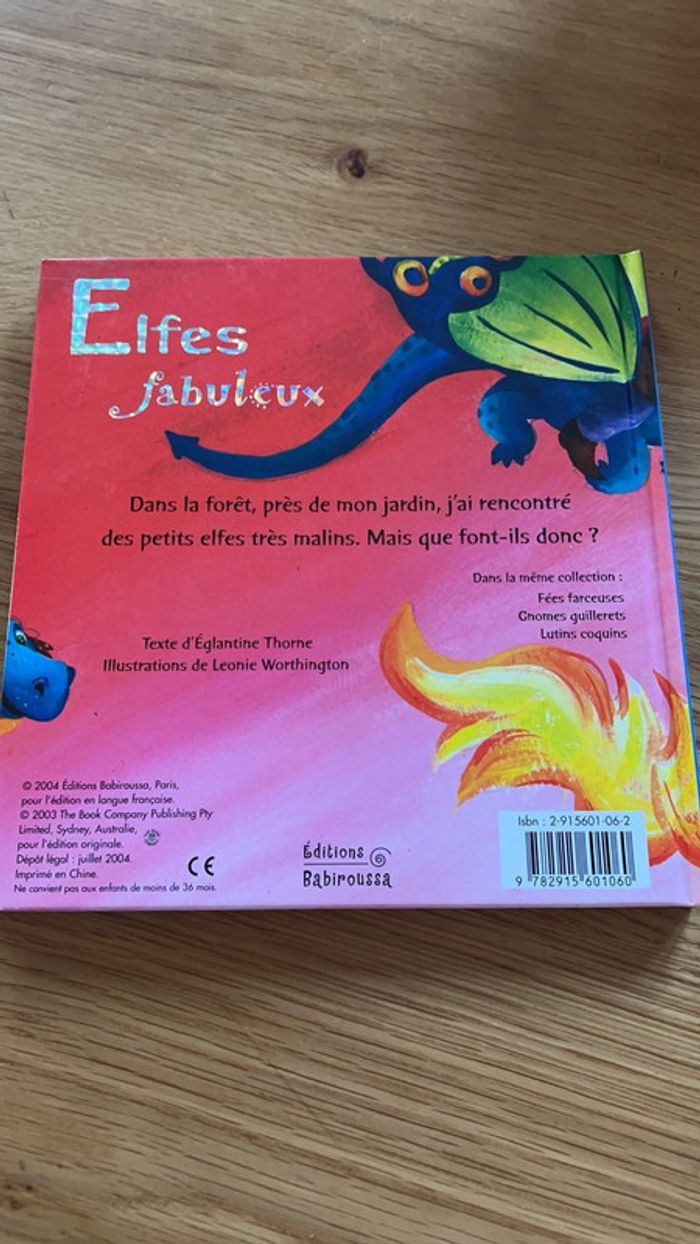 Elfes
fabuleux
Dans la forêt, près de mon jardin, j'ai rencontré
des petits elfes très malins. Mais que font-ils donc ?
Dans la même collection :
Fées farceuses
Gnomes guillerets
Lutins coquins
Texte d'Églantine Thorne
Illustrations de Leonie Worthington
© 2004 Éditions Babiroussa, Paris,
pour l'édition en langue française.
© 2003 The Book Company Publishing Pty
Limited, Sydney, Australie,
pour l'édition originale.
Dépôt légal : juillet 2004.
Imprimé en Chine.
Ne convient pas aux enfants de moins de 36 mois.
CE
Éditions
Babiroussa
Isbn : 2-915601-06-2
9 782915 601060